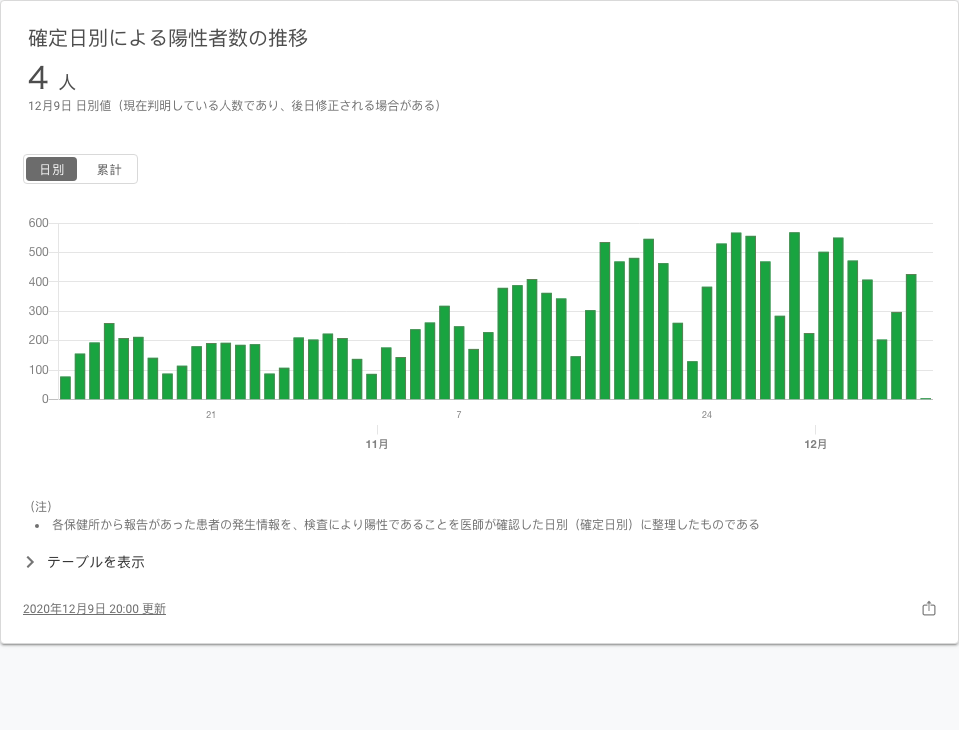 確定日別による陽性者数の推移
4 人
12月9日 日別値（現在判明している人数であり、後日修正される場合がある）
日別 累計
600
500
400
300
200
100
0
21 7 24
11月 12月
（注）
• 各保健所から報告があった患者の発生情報を、検査により陽性であることを医師が確認した日別（確定日別）に整理したものである
テーブルを表示
2020年12月9日 20:00 更新